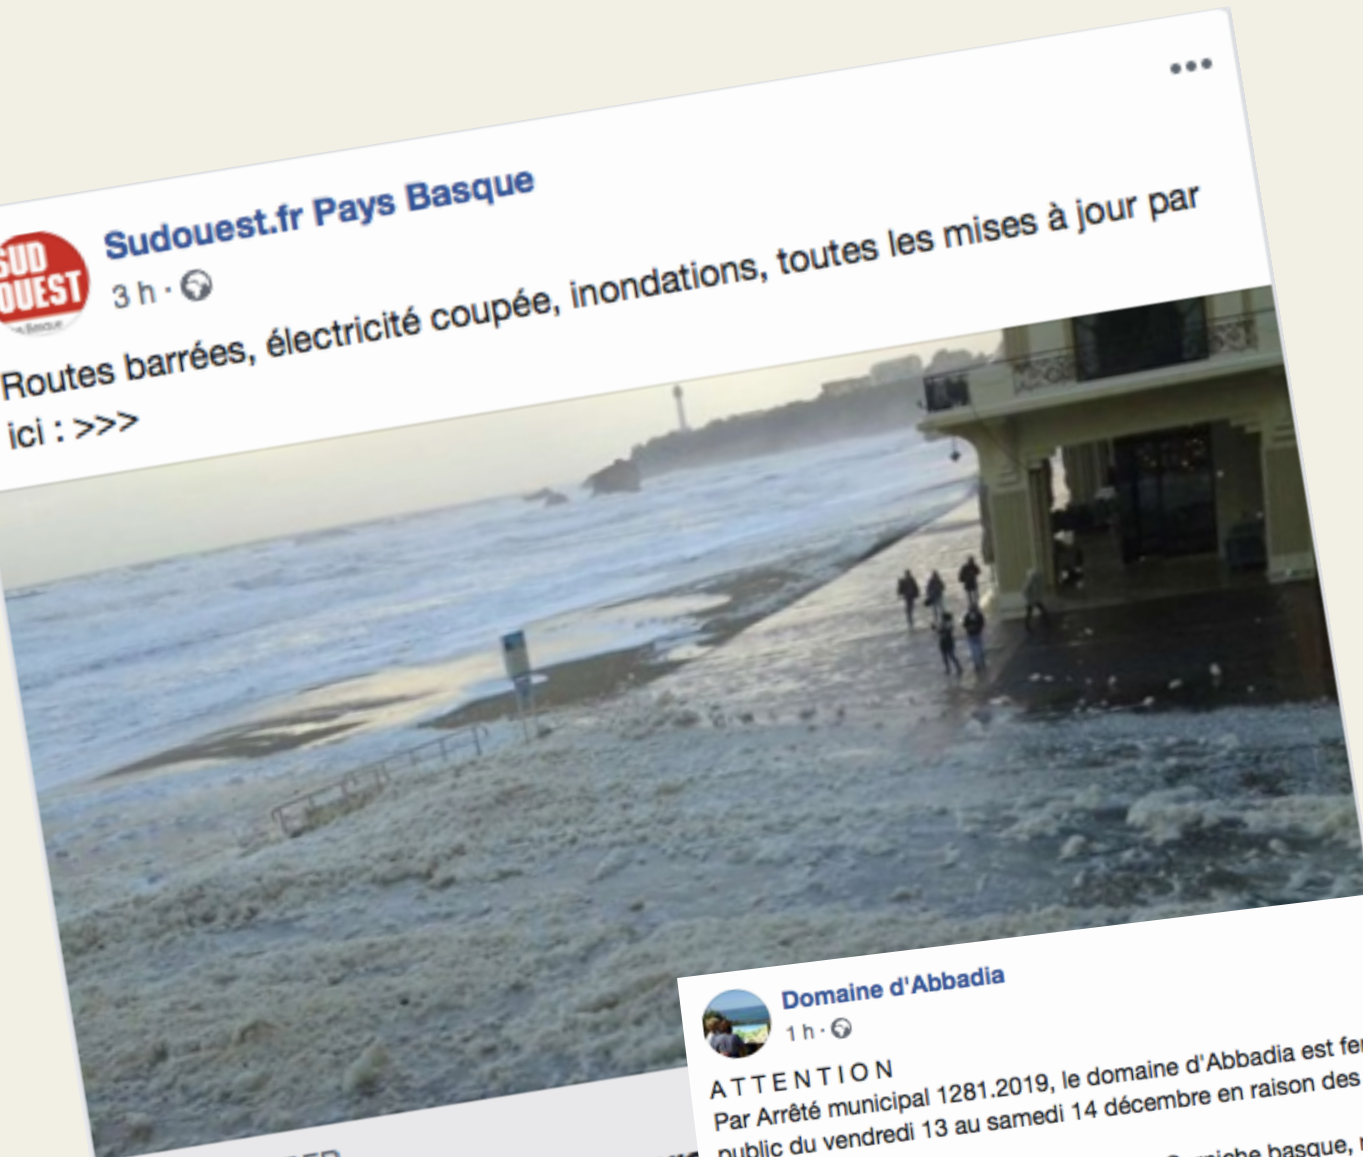 SUD
OUEST
Basque
Sudouest.fr Pays Basque
3 h ·
Routes barrées, électricité coupée, inondations, toutes les mises à jour par
ici : >>>
Domaine d'Abbadia
1 h ·
ATTENTION
Par Arrêté municipal 1281.2019, le domaine d'Abbadia est
public du vendredi 13 au samedi 14 décembre en raison des
basque,